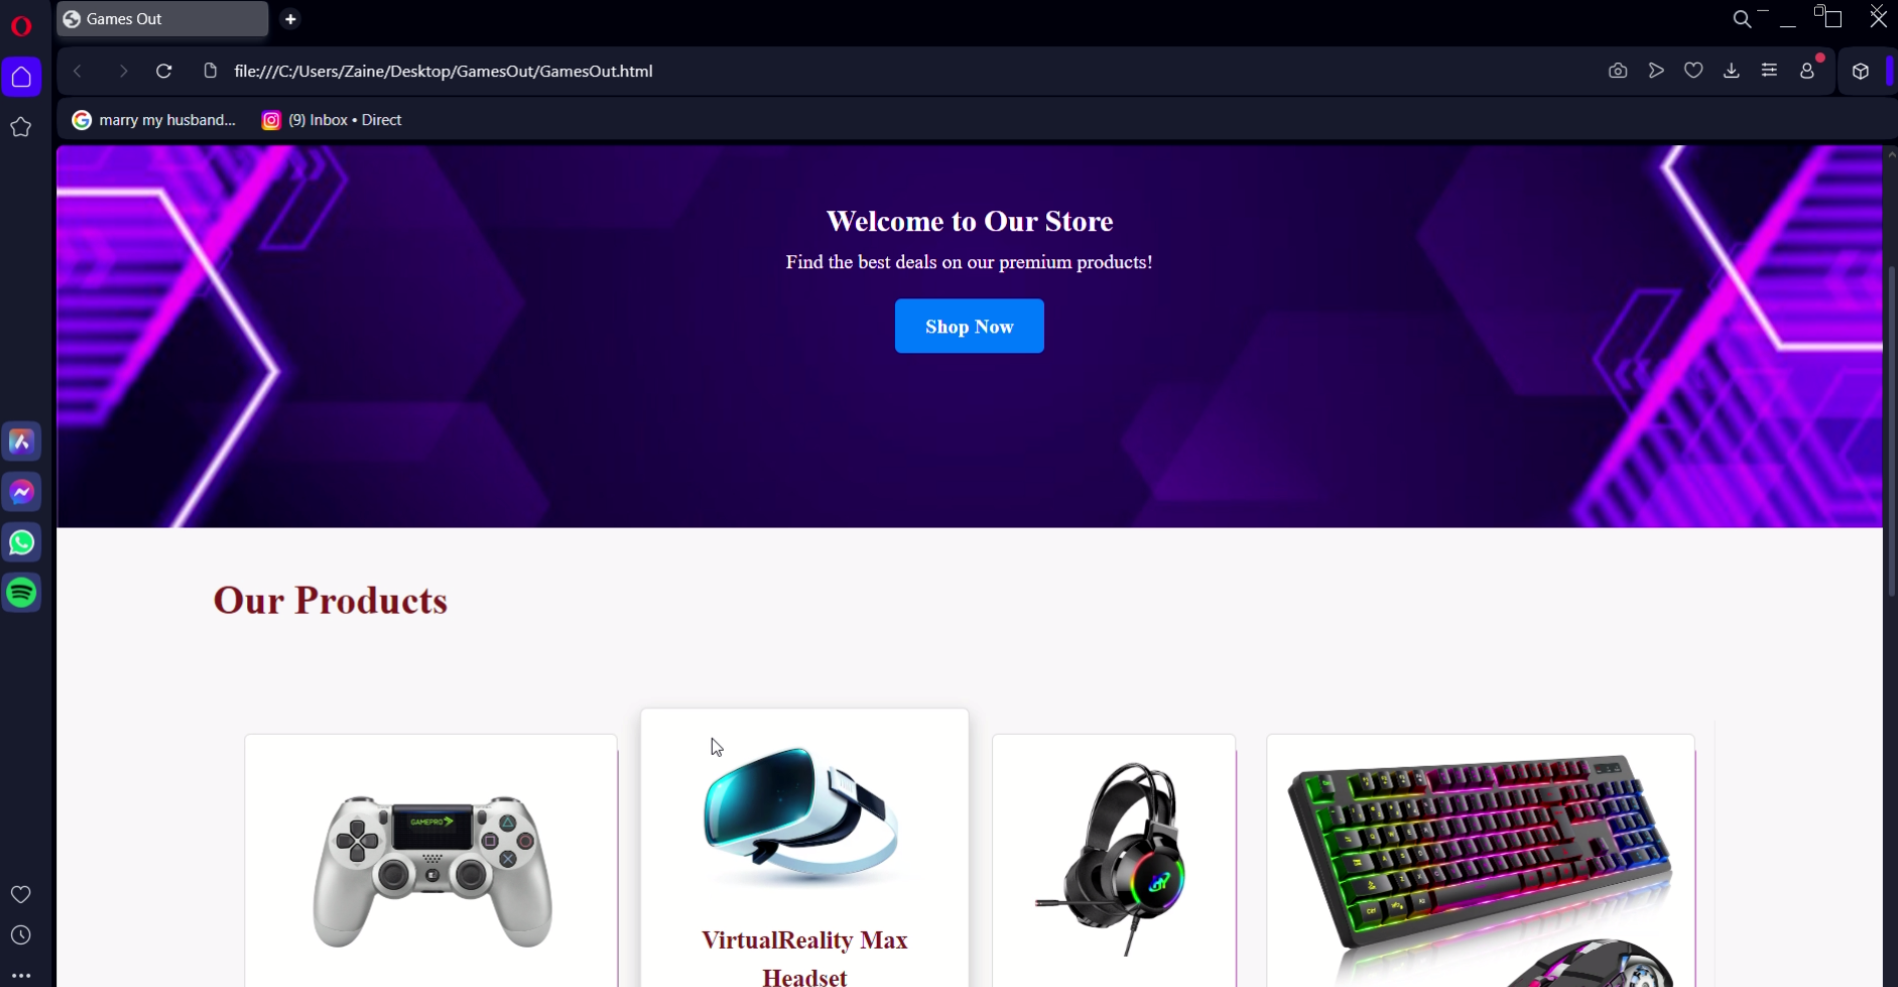 Games Out
file:///C:/Users/Zaine/Desktop/GamesOut/GamesOut.html
marry my husband...
(9) Inbox • Direct
Welcome to Our Store
Find the best deals on our premium products!
Shop Now
Our Products
GAMEPRO
VirtualReality Max
Headset